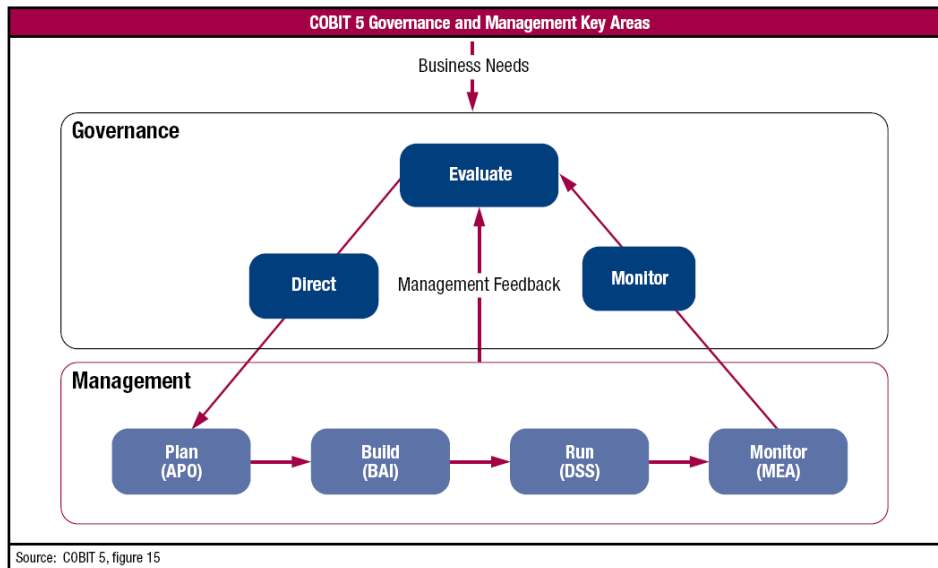 COBIT 5 Governance and Management Key Areas
Business Needs
Governance
Evaluate
Direct
Management Feedback
Monitor
Management
Plan
(APO)
Build
(BAI)
Run
(DSS)
Monitor
(MEA)
Source: COBIT 5, figure 15